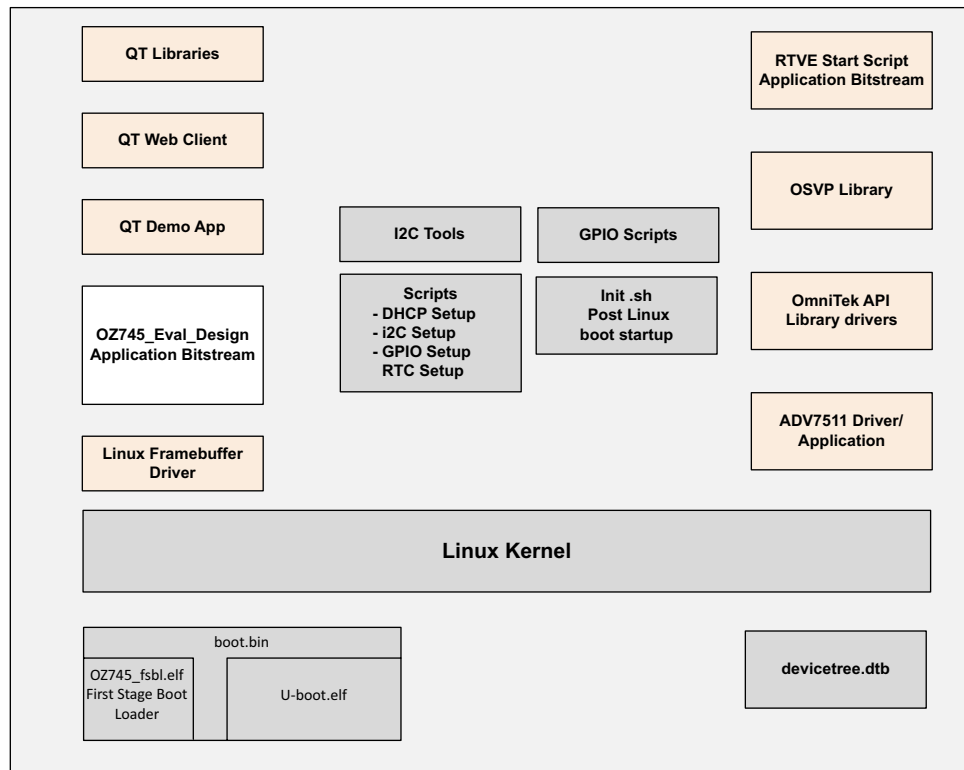 QT Libraries
QT Web Client
QT Demo App
OZ745_Eval_Design
Application Bitstream
Linux Framebuffer
Driver
I2C Tools
GPIO Scripts
Scripts
- DHCP Setup
- i2C Setup
- GPIO Setup
RTC Setup
Init .sh
Post Linux
boot startup
RTVE Start Script
Application Bitstream
OSVP Library
OmniTek API
Library drivers
ADV7511 Driver/
Application
Linux Kernel
boot.bin
OZ745_fsbl.elf
First Stage Boot
Loader
U-boot.elf
devicetree.dtb